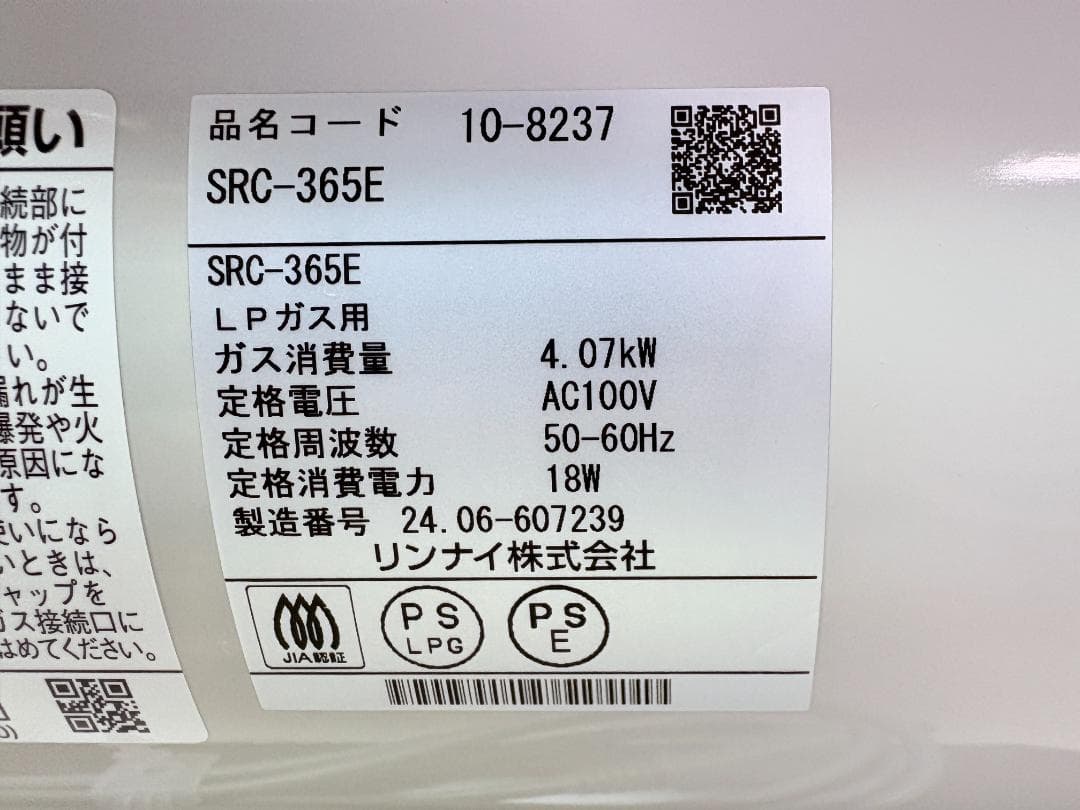 願い
続部に
物が付
まま接
ないで
い。
漏れが生
爆発や火
原因にな
す。
使いになら
いときは、
キャップを
ガス接続口に
はめてください。
品名コード 10-8237
SRC-365E
SRC-365E
LPガス用
ガス消費量 4.07kW
定格電圧 AC100V
定格周波数 50-60Hz
定格消費電力 18W
製造番号 24.06-607239
リンナイ株式会社
JIA認証
PS LPG
PS E